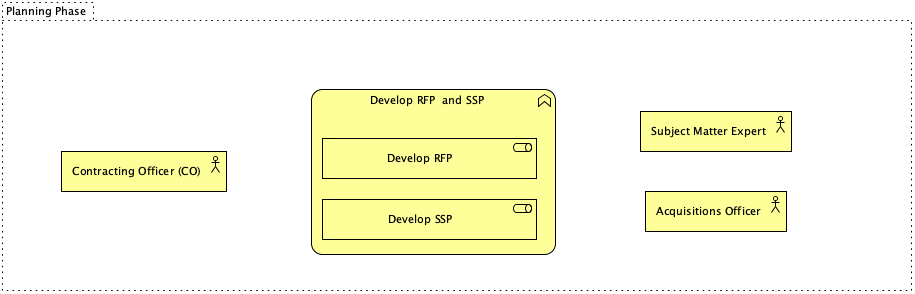 Planning Phase
Develop RFP and SSP
Develop RFP
Develop SSP
Contracting Officer (CO)
Subject Matter Expert
Acquisitions Officer